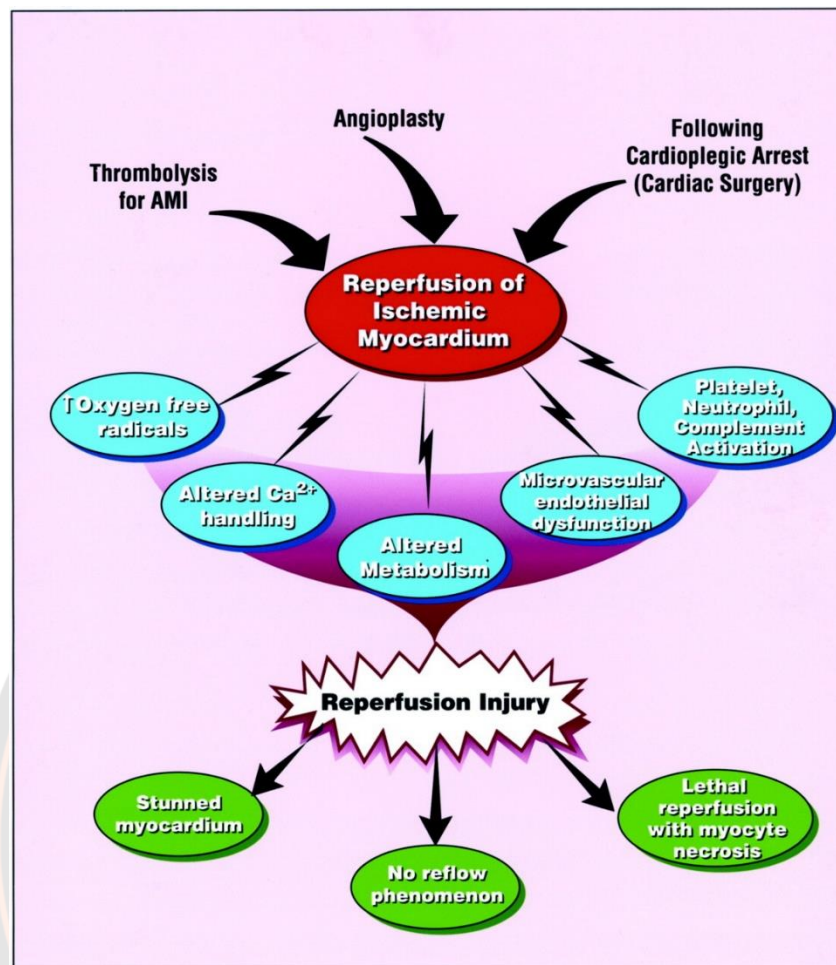 Angioplasty
Thrombolysis
for AMI
Following
Cardioplegic Arrest
(Cardiac Surgery)
Reperfusion of
Ischemic
Myocardium
↑Oxygen free
radicals
Altered Ca²⁺
handling
Altered
Metabolism
Microvascular
endothelial
dysfunction
Platelet,
Neutrophil,
Complement
Activation
Reperfusion Injury
Stunned
myocardium
No reflow
phenomenon
Lethal
reperfusion
with myocyte
necrosis